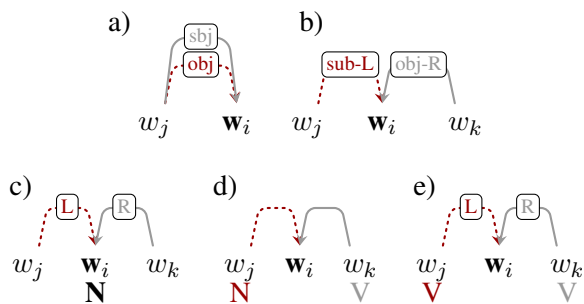 a) b)
sbj
obj sub-L obj-R
w_j w_i w_j w_i w_k
c) d) e)
L R L R
w_j w_i w_k w_j w_i w_k w_j w_i w_k
N N V V V